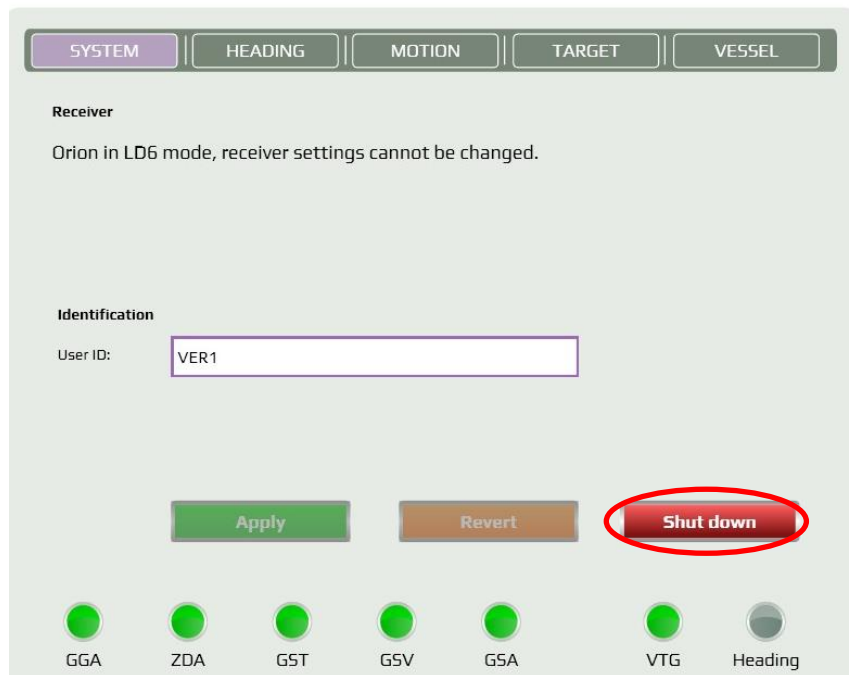 SYSTEM HEADING MOTION TARGET VESSEL
Receiver
Orion in LD6 mode, receiver settings cannot be changed.
Identification
User ID: VER1
Apply Revert Shut down
GGA ZDA GST GSV GSA VTG Heading